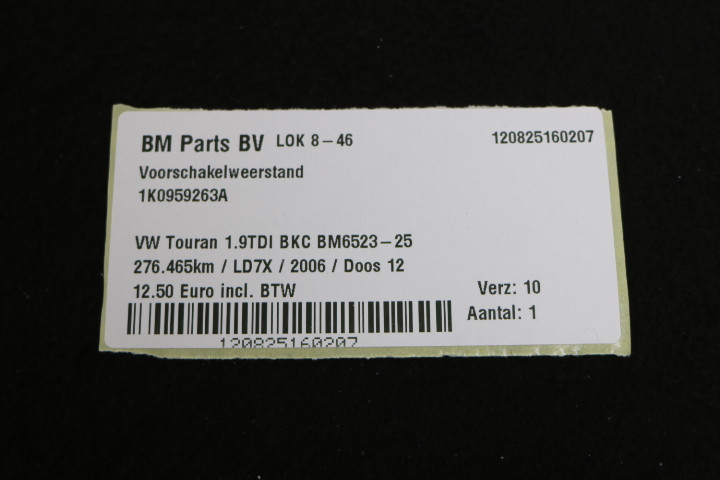 BM Parts BV LOK 8-46 120825160207
Voorschakelweerstand
1K0959263A
VW Touran 1.9TDI BKC BM6523-25
276.465km / LD7X / 2006 / Doos 12
12.50 Euro incl. BTW Verz: 10
Aantal: 1
120825160207